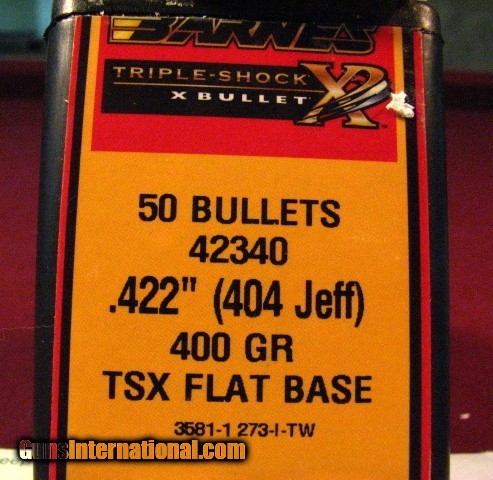 BARNES
TRIPLE-SHOCK
X BULLET
50 BULLETS
42340
.422" (404 Jeff)
400 GR
TSX FLAT BASE
3581-1 273-I-TW
GunsInternational.com